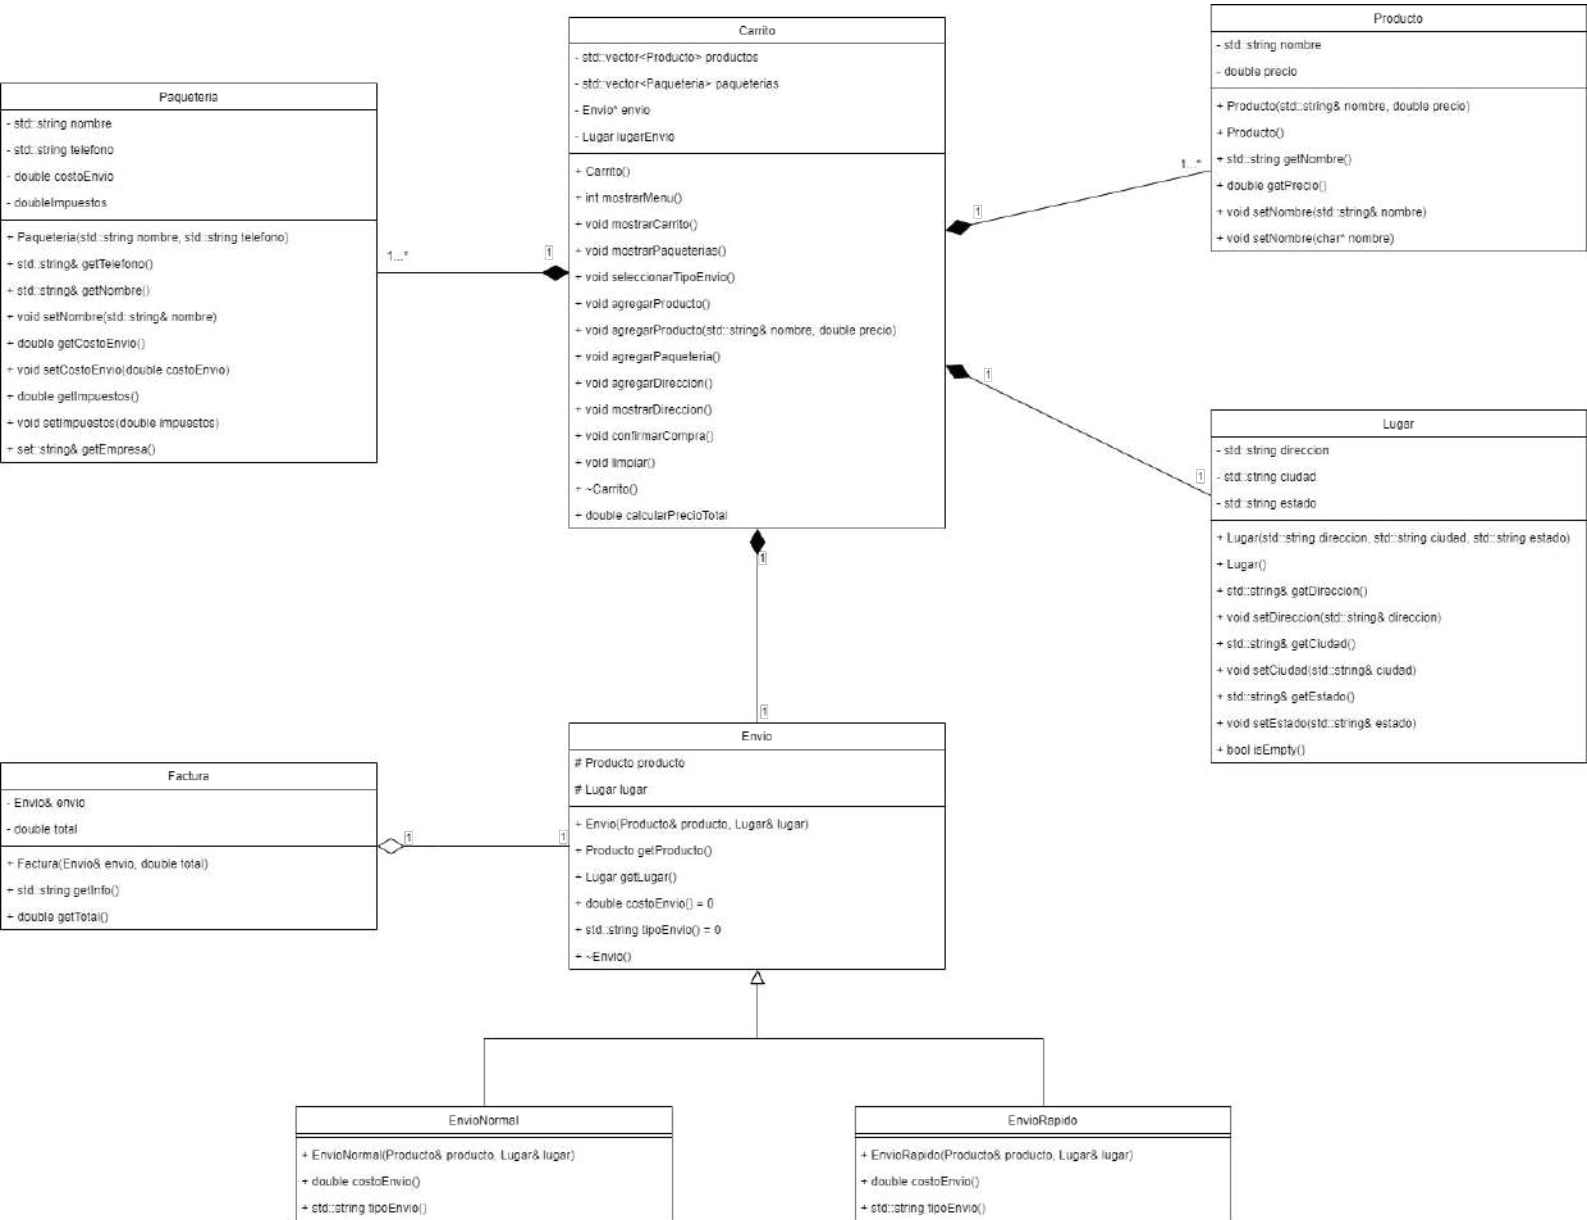 Carrito
- std::vector<Producto> productos
- std::vector<Paqueteria> paqueterias
- Envio* envio
- Lugar lugarEnvio
+ Carrito()
+ int mostrarMenu()
+ void mostrarCarrito()
+ void mostrarPaqueterias()
+ void seleccionarTipoEnvio()
+ void agregarProducto()
+ void agregarProducto(std::string& nombre, double precio)
+ void agregarPaqueteria()
+ void agregarDireccion()
+ void mostrarDireccion()
+ void confirmarCompra()
+ void limpiar()
+ ~Carrito()
+ double calcularPrecioTotal
Producto
- std::string nombre
- double precio
+ Producto(std::string& nombre, double precio)
+ Producto()
+ std::string getNombre()
+ double getPrecio()
+ void setNombre(std::string& nombre)
+ void setNombre(char* nombre)
Paqueteria
- std::string nombre
- std::string telefono
- double costoEnvio
- doubleImpuestos
+ Paqueteria(std::string nombre, std::string telefono)
+ std::string& getTelefono()
+ std::string& getNombre()
+ void setNombre(std::string& nombre)
+ double getCostoEnvio()
+ void setCostoEnvio(double costoEnvio)
+ double getImpuestos()
+ void setImpuestos(double impuestos)
+ set::string& getEmpresa()
1...*
1
1...*
1
1
1
Lugar
- std::string direccion
- std::string ciudad
- std::string estado
+ Lugar(std::string direccion, std::string ciudad, std::string estado)
+ Lugar()
+ std::string& getDireccion()
+ void setDireccion(std::string& direccion)
+ std::string& getCiudad()
+ void setCiudad(std::string& ciudad)
+ std::string& getEstado()
+ void setEstado(std::string& estado)
+ bool isEmpty()
1
1
Envio
# Producto producto
# Lugar lugar
+ Envio(Producto& producto, Lugar& lugar)
+ Producto getProducto()
+ Lugar getLugar()
+ double costoEnvio() = 0
+ std::string tipoEnvio() = 0
+ ~Envio()
Factura
- Envio& envio
- double total
+ Factura(Envio& envio, double total)
+ std::string getInfo()
+ double getTotal()
1
1
EnvioNormal
+ EnvioNormal(Producto& producto, Lugar& lugar)
+ double costoEnvio()
+ std::string tipoEnvio()
EnvioRapido
+ EnvioRapido(Producto& producto, Lugar& lugar)
+ double costoEnvio()
+ std::string tipoEnvio()